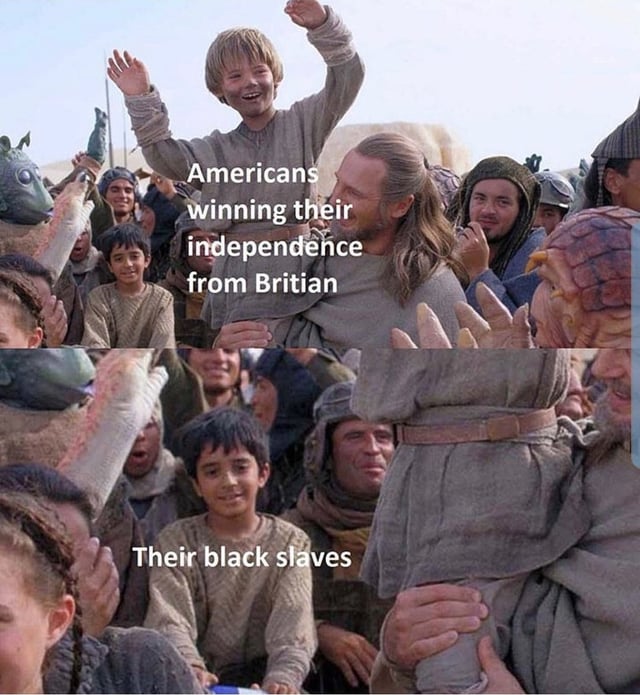 Americans
winning their
independence
from Britian
Their black slaves